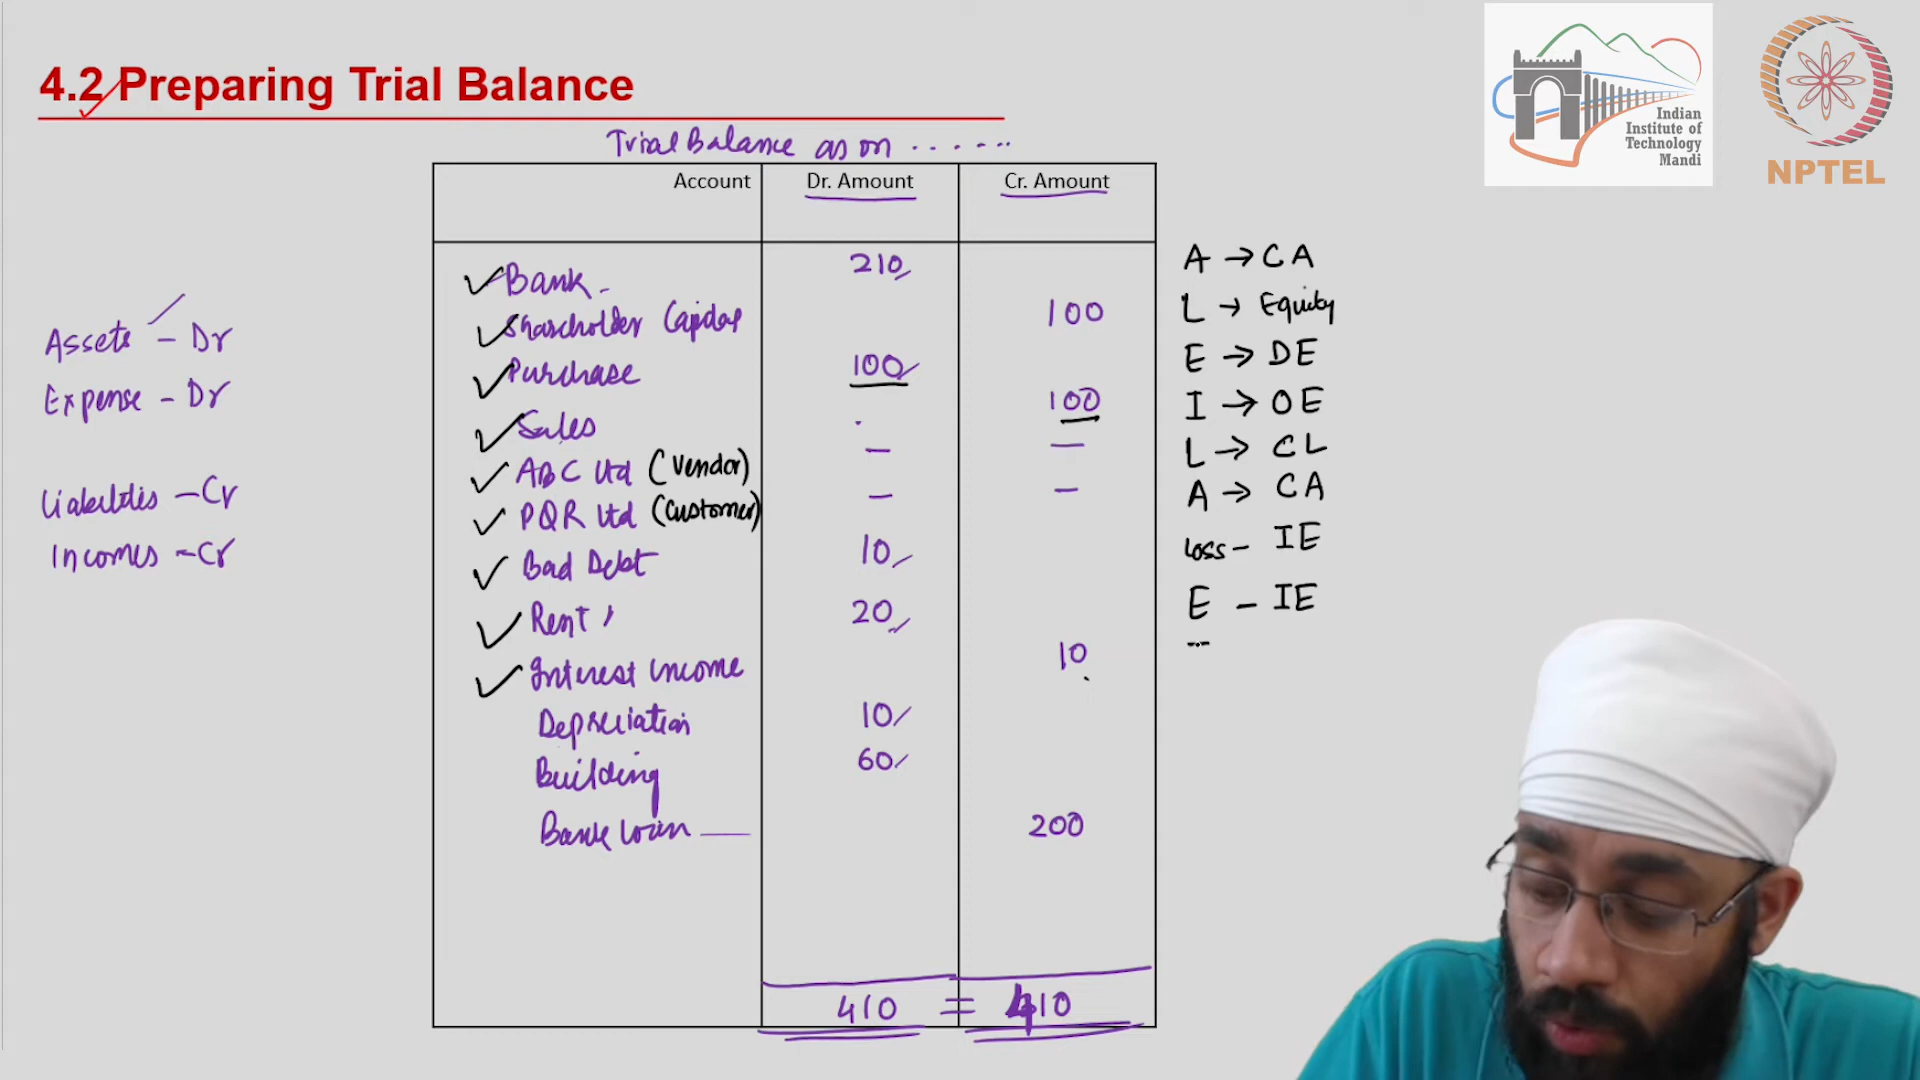 4.2 Preparing Trial Balance
Indian
Institute of
Technology
Mandi
NPTEL
Trial Balance as on ......
Account Dr. Amount Cr. Amount
Bank 210 A → CA
Shareholder Capital 100 L → Equity
Purchase 100 E → DE
Sales 100 I → OE
ABC Ltd (Vendor) – – L → CL
PQR Ltd (Customer) – – A → CA
Bad Debt 10 Loss – IE
Rent 20 E – IE
Interest income 10
Depreciation 10
Building 60
Bank loan 200
410 = 410
Assets – Dr
Expense – Dr
Liabilities – Cr
Incomes – Cr